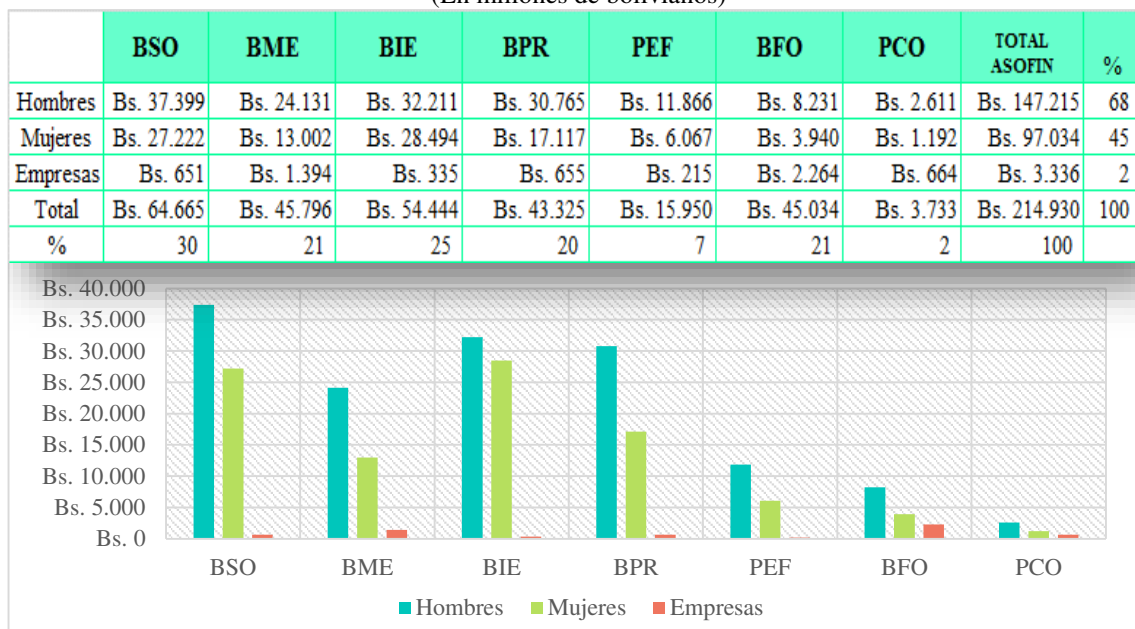 (En millones de bolivianos)
BSO BME BIE BPR PEF BFO PCO TOTAL ASOFIN %
Hombres Bs. 37.399 Bs. 24.131 Bs. 32.211 Bs. 30.765 Bs. 11.866 Bs. 8.231 Bs. 2.611 Bs. 147.215 68
Mujeres Bs. 27.222 Bs. 13.002 Bs. 28.494 Bs. 17.117 Bs. 6.067 Bs. 3.940 Bs. 1.192 Bs. 97.034 45
Empresas Bs. 651 Bs. 1.394 Bs. 335 Bs. 655 Bs. 215 Bs. 2.264 Bs. 664 Bs. 3.336 2
Total Bs. 64.665 Bs. 45.796 Bs. 54.444 Bs. 43.325 Bs. 15.950 Bs. 45.034 Bs. 3.733 Bs. 214.930 100
% 30 21 25 20 7 21 2 100
Bs. 40.000
Bs. 35.000
Bs. 30.000
Bs. 25.000
Bs. 20.000
Bs. 15.000
Bs. 10.000
Bs. 5.000
Bs. 0
BSO BME BIE BPR PEF BFO PCO
Hombres Mujeres Empresas